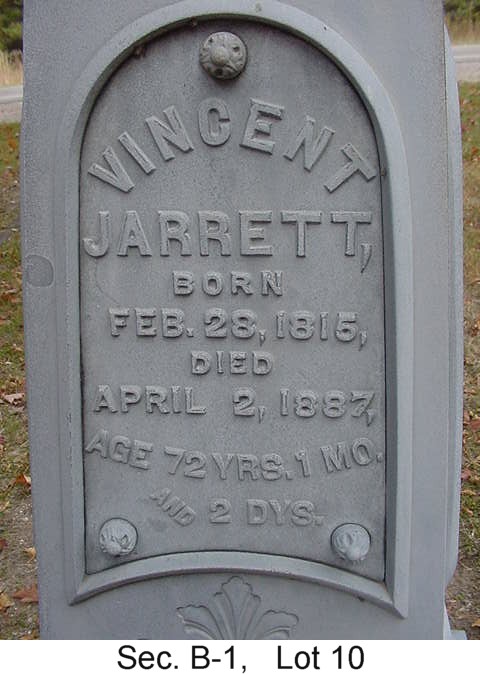 VINCENT
JARRETT,
BORN
FEB. 28, 1815,
DIED
APRIL 2, 1887,
AGE 72 YRS. 1 MO.
AND 2 DYS.
Sec. B-1, Lot 10